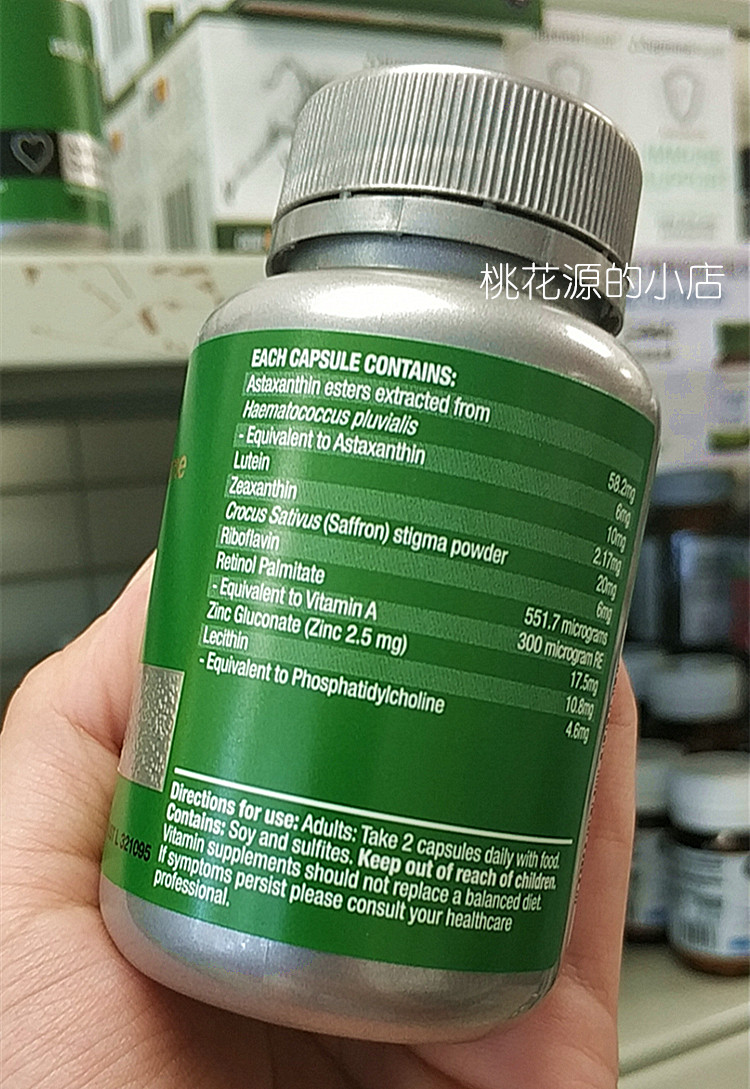 桃花源的小店
EACH CAPSULE CONTAINS:
Astaxanthin esters extracted from
Haematococcus pluvialis 58.2mg
- Equivalent to Astaxanthin 6mg
Lutein 10mg
Zeaxanthin 2.17mg
Crocus Sativus (Saffron) stigma powder 20mg
Riboflavin 6mg
Retinol Palmitate 551.7 micrograms
- Equivalent to Vitamin A 300 microgram RE
Zinc Gluconate (Zinc 2.5 mg) 17.5mg
Lecithin 10.8mg
- Equivalent to Phosphatidylcholine 4.6mg
Directions for use: Adults: Take 2 capsules daily with food.
Contains: Soy and sulfites. Keep out of reach of children.
Vitamin supplements should not replace a balanced diet.
If symptoms persist please consult your healthcare
professional.
L 321095
IMMUNE
SUPPORT